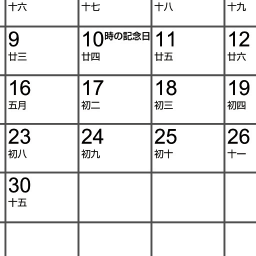 十六 十七 十八 十九
9 10 時の記念日 11 12
廿三 廿四 廿五 廿六
16 17 18 19
五月 初二 初三 初四
23 24 25 26
初八 初九 初十 十一
30
十五